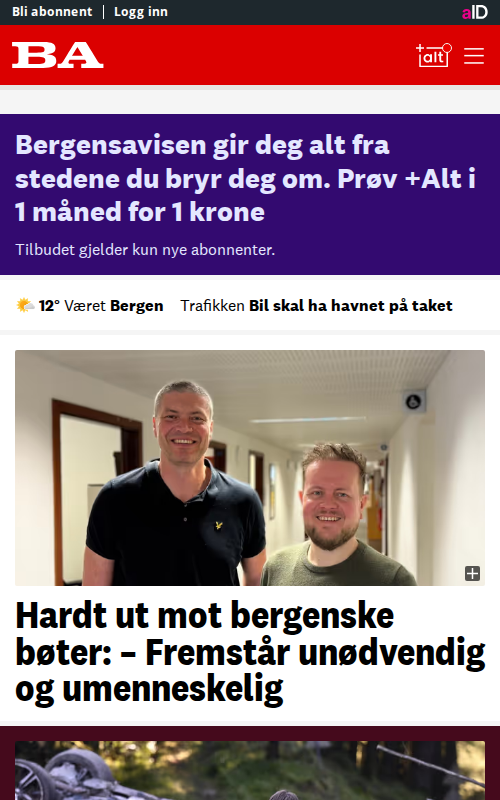 Bli abonnent | Logg inn
aID
BA
+alt
Bergensavisen gir deg alt fra
stedene du bryr deg om. Prøv +Alt i
1 måned for 1 krone
Tilbudet gjelder kun nye abonnenter.
12° Været Bergen Trafikken Bil skal ha havnet på taket
Hardt ut mot bergenske
bøter: – Fremstår unødvendig
og umenneskelig